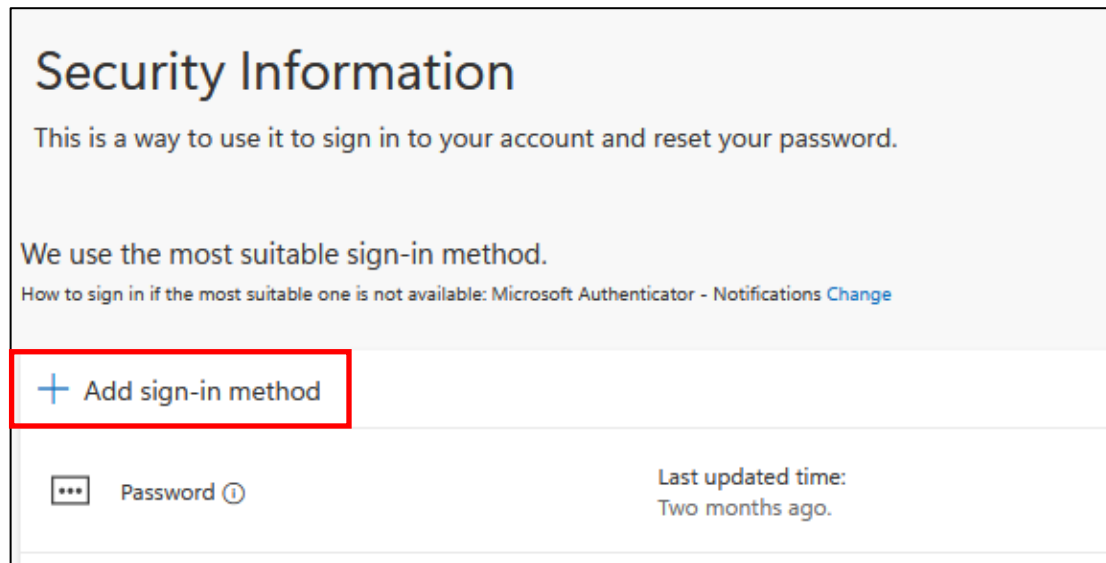 Security Information
This is a way to use it to sign in to your account and reset your password.
We use the most suitable sign-in method.
How to sign in if the most suitable one is not available: Microsoft Authenticator - Notifications Change
Add sign-in method
Password
Last updated time:
Two months ago.